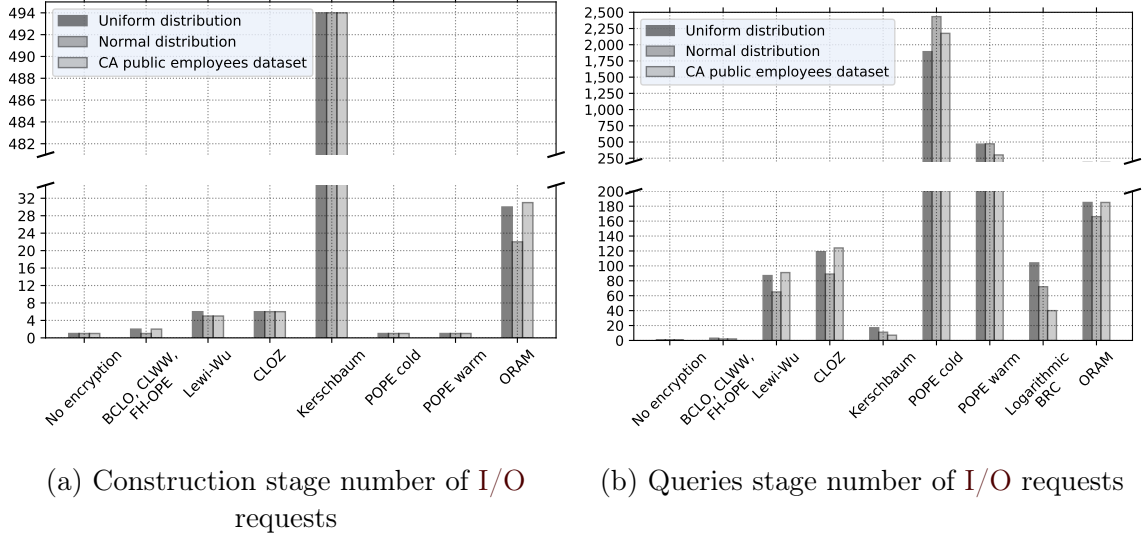 494
492
490
488
486
484
482
32
28
24
20
16
12
8
4
0
Uniform distribution
Normal distribution
CA public employees dataset
No encryption
BCLO, CLWW,
FH-OPE
Lewi-Wu
CLOZ
Kerschbaum
POPE cold
POPE warm
ORAM
(a) Construction stage number of I/O
requests
2,500
2,250
2,000
1,750
1,500
1,250
1,000
750
500
250
200
180
160
140
120
100
80
60
40
20
0
Uniform distribution
Normal distribution
CA public employees dataset
No encryption
BCLO, CLWW,
FH-OPE
Lewi-Wu
CLOZ
Kerschbaum
POPE cold
POPE warm
Logarithmic
BRC
ORAM
(b) Queries stage number of I/O requests